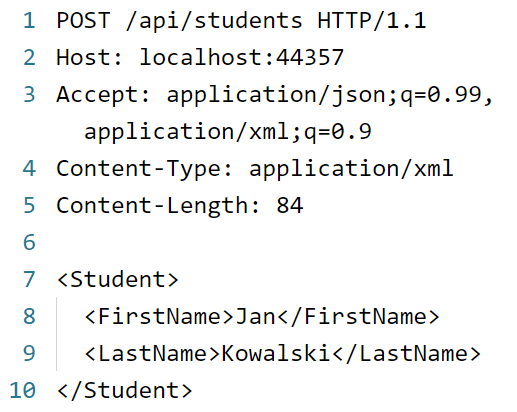 1 POST /api/students HTTP/1.1
2 Host: localhost:44357
3 Accept: application/json;q=0.99,
application/xml;q=0.9
4 Content-Type: application/xml
5 Content-Length: 84
6
7 <Student>
8 <FirstName>Jan</FirstName>
9 <LastName>Kowalski</LastName>
10 </Student>